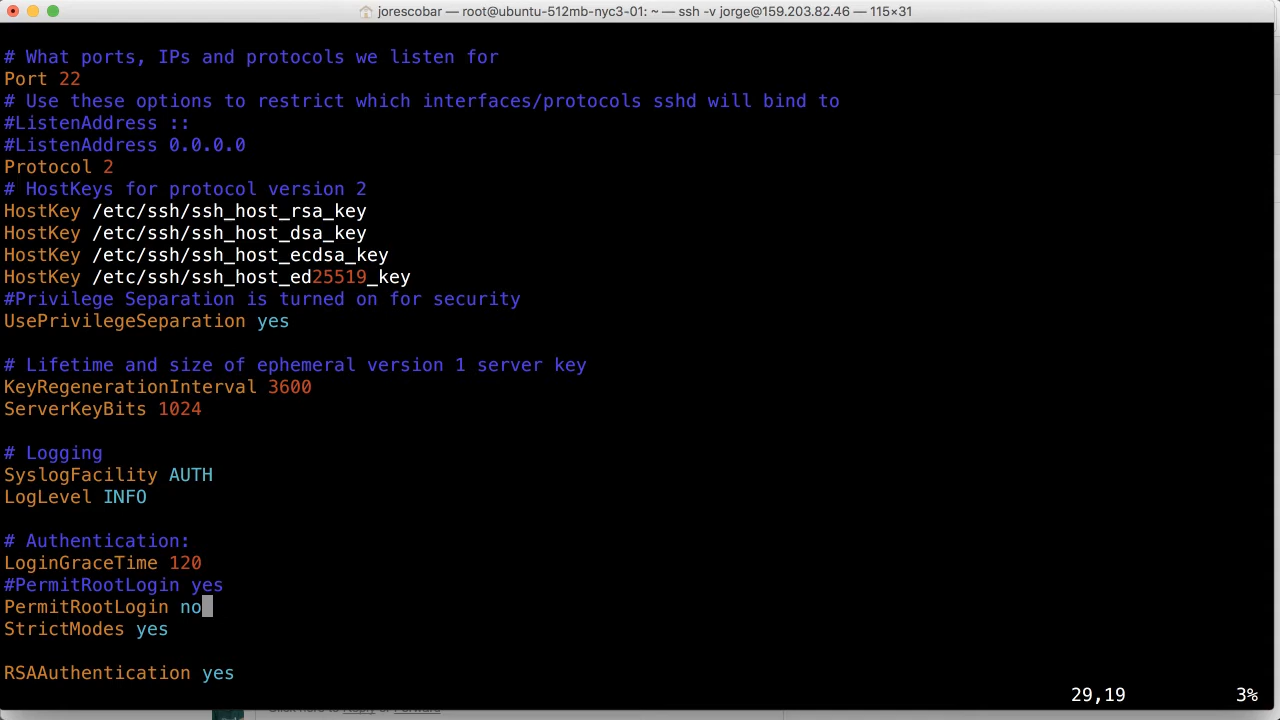 jorescobar — root@ubuntu-512mb-nyc3-01: ~ — ssh -v jorge@159.203.82.46 — 115×31
# What ports, IPs and protocols we listen for
Port 22
# Use these options to restrict which interfaces/protocols sshd will bind to
#ListenAddress ::
#ListenAddress 0.0.0.0
Protocol 2
# HostKeys for protocol version 2
HostKey /etc/ssh/ssh_host_rsa_key
HostKey /etc/ssh/ssh_host_dsa_key
HostKey /etc/ssh/ssh_host_ecdsa_key
HostKey /etc/ssh/ssh_host_ed25519_key
#Privilege Separation is turned on for security
UsePrivilegeSeparation yes
# Lifetime and size of ephemeral version 1 server key
KeyRegenerationInterval 3600
ServerKeyBits 1024
# Logging
SyslogFacility AUTH
LogLevel INFO
# Authentication:
LoginGraceTime 120
#PermitRootLogin yes
PermitRootLogin no
StrictModes yes
RSAAuthentication yes
29,19 3%